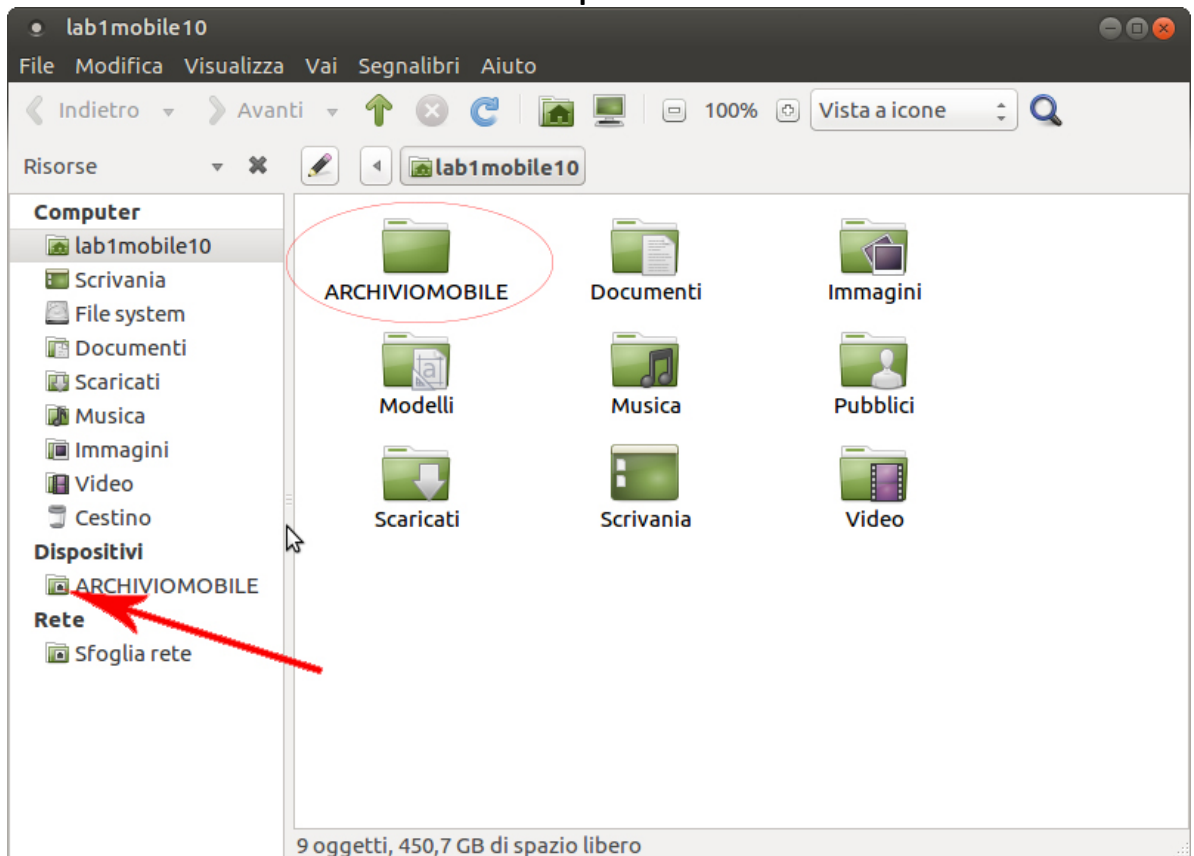 lab1mobile10
File Modifica Visualizza Vai Segnalibri Aiuto
Indietro Avanti 100% Vista a icone
Risorse lab1mobile10
Computer
lab1mobile10
Scrivania
File system
Documenti
Scaricati
Musica
Immagini
Video
Cestino
Dispositivi
ARCHIVIOMOBILE
Rete
Sfoglia rete
ARCHIVIOMOBILE Documenti Immagini
Modelli Musica Pubblici
Scaricati Scrivania Video
9 oggetti, 450,7 GB di spazio libero